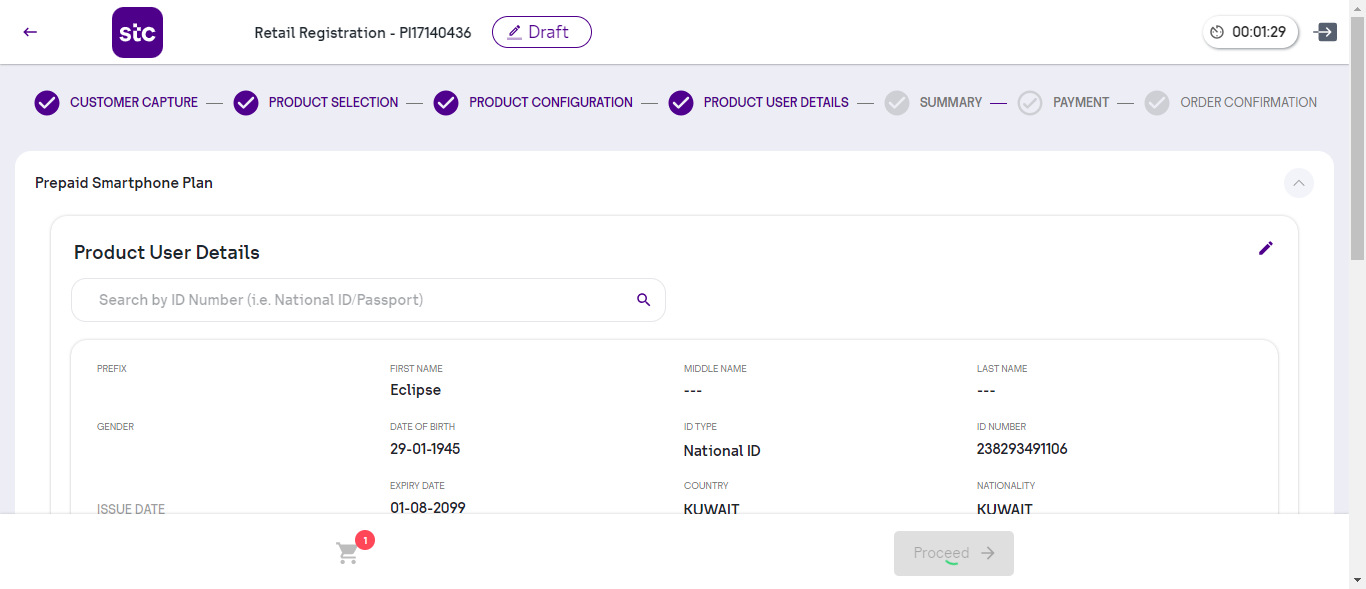 stc
Retail Registration - PI17140436
Draft
00:01:29
CUSTOMER CAPTURE
PRODUCT SELECTION
PRODUCT CONFIGURATION
PRODUCT USER DETAILS
SUMMARY
PAYMENT
ORDER CONFIRMATION
Prepaid Smartphone Plan
Product User Details
Search by ID Number (i.e. National ID/Passport)
PREFIX
FIRST NAME
Eclipse
MIDDLE NAME
---
LAST NAME
---
GENDER
DATE OF BIRTH
29-01-1945
ID TYPE
National ID
ID NUMBER
238293491106
ISSUE DATE
EXPIRY DATE
01-08-2099
COUNTRY
KUWAIT
NATIONALITY
KUWAIT
1
Proceed